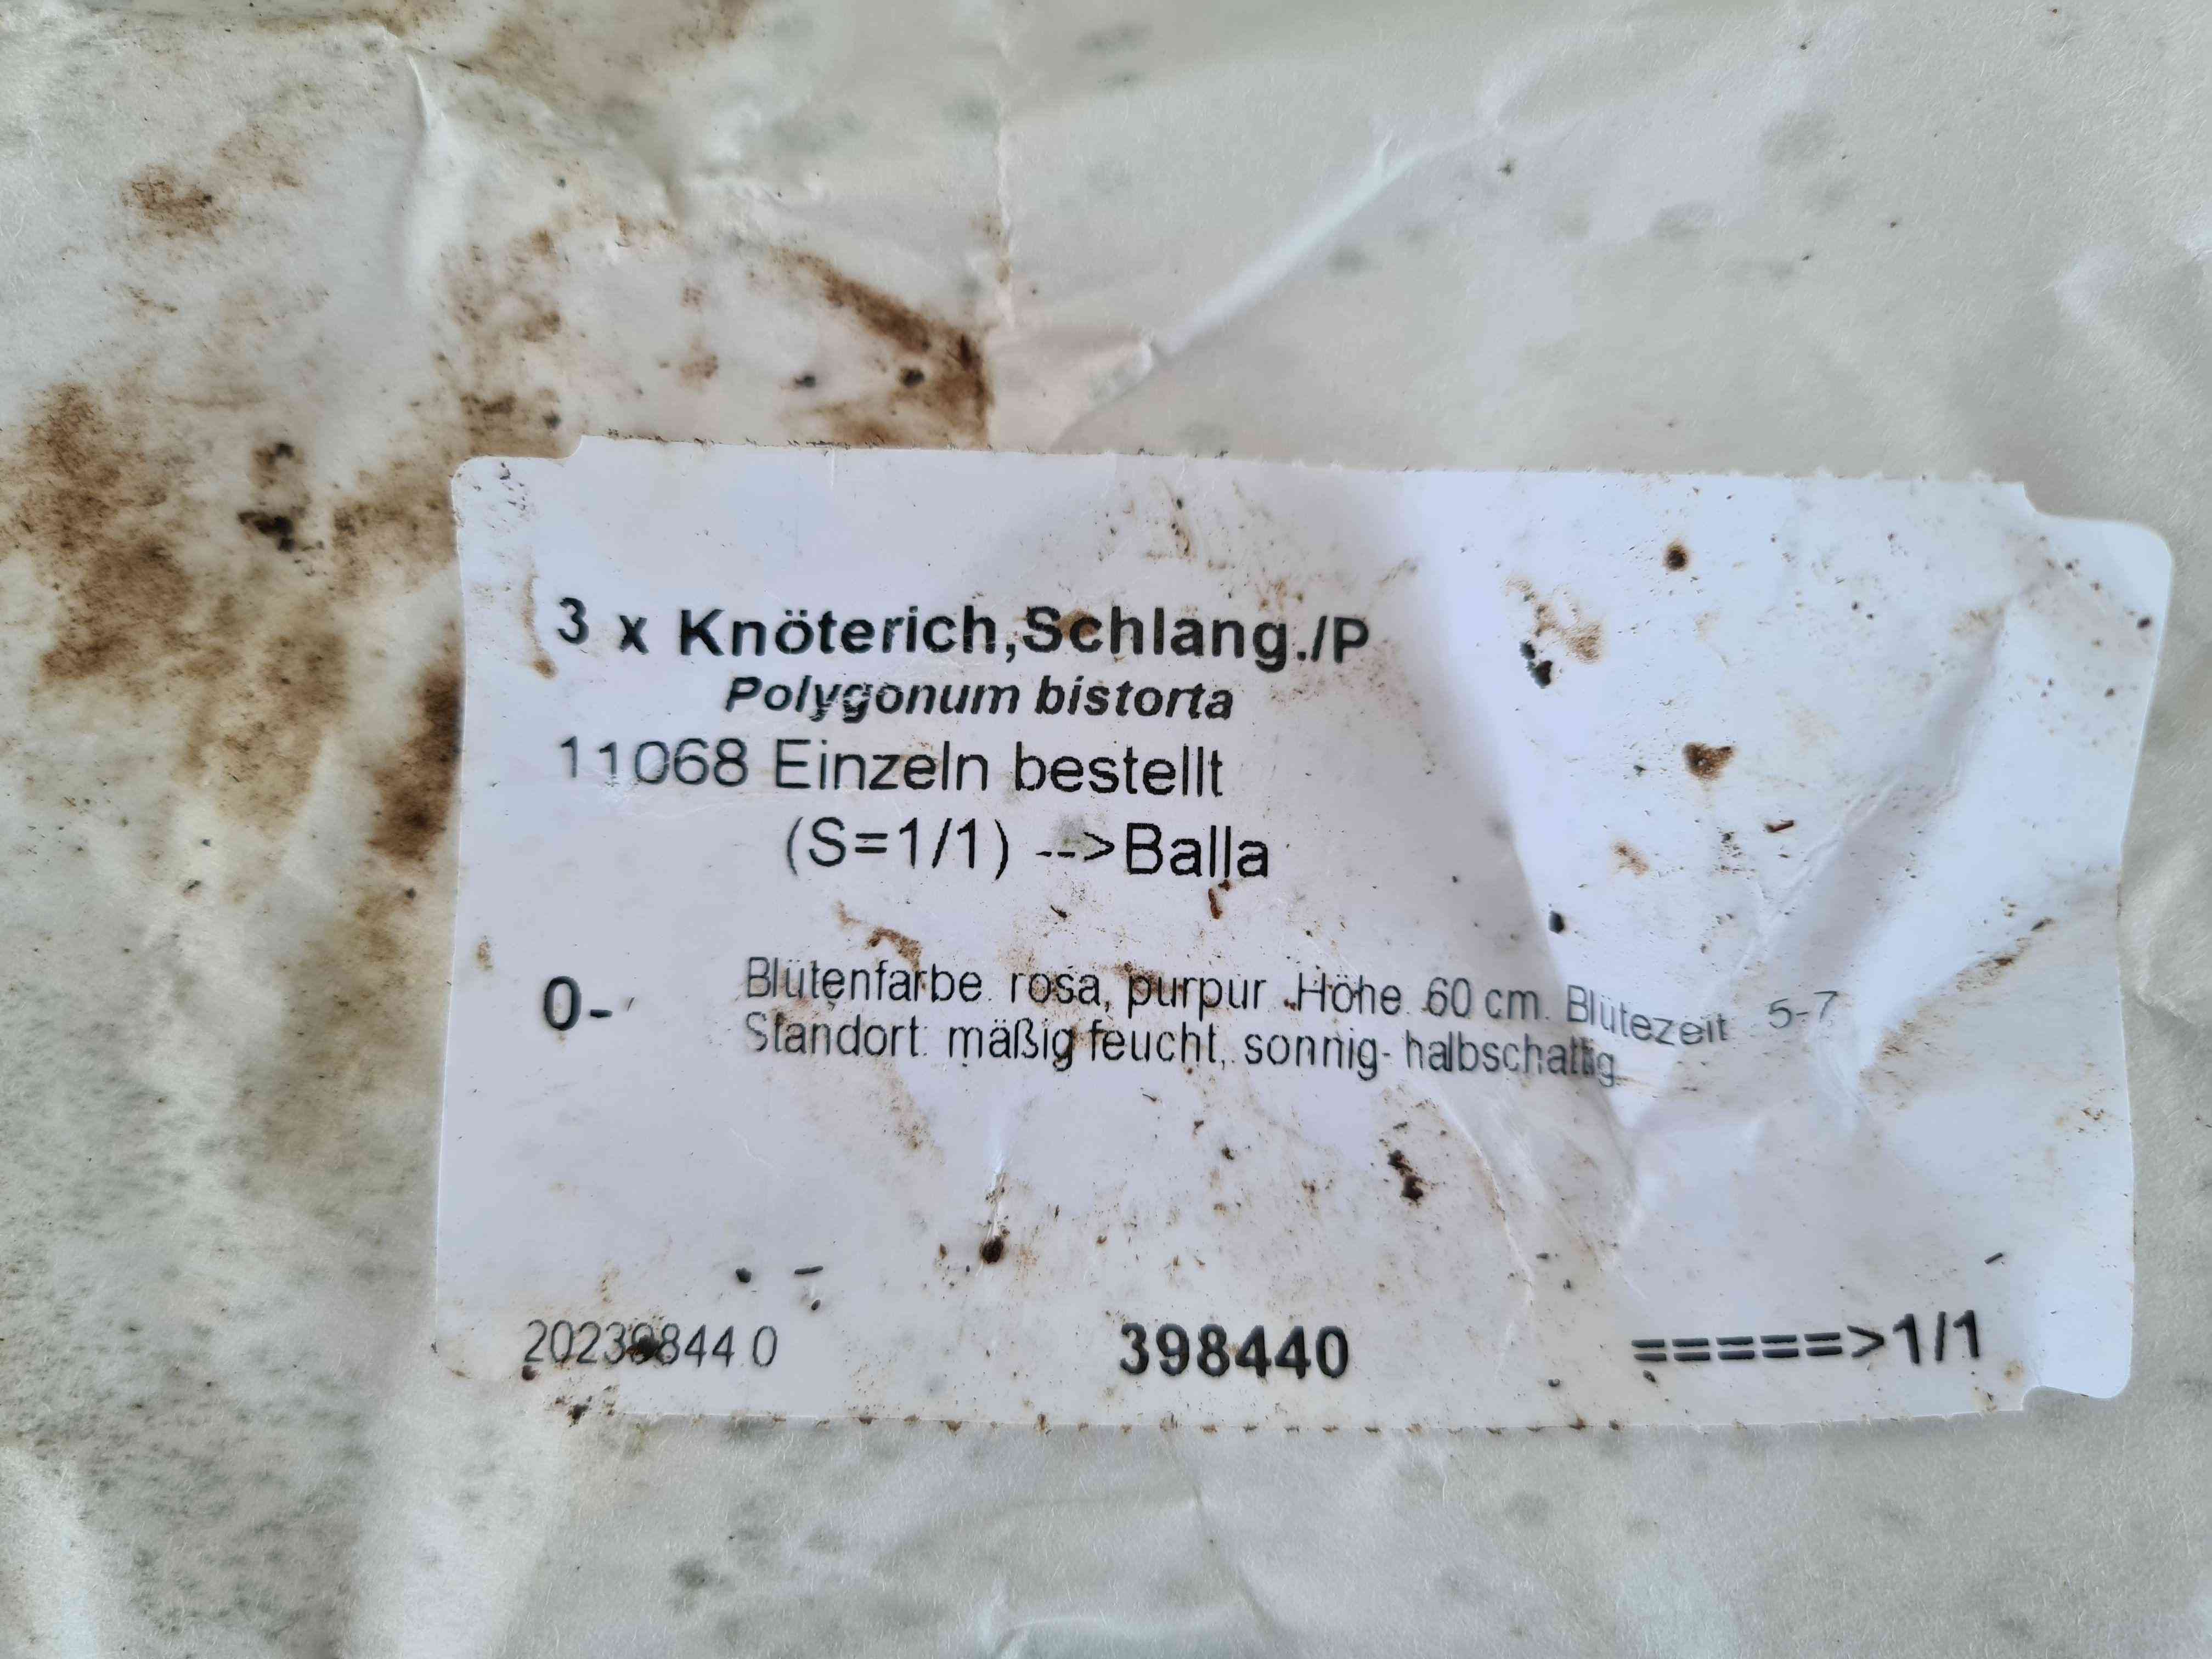 3 x Knöterich,Schlang./P
Polygonum bistorta
11068 Einzeln bestellt
(S=1/1) -->Balla
0-
Blütenfarbe: rosa, purpur .Höhe: 60 cm. Blütezeit: 5-7
Standort: mäßig feucht, sonnig- halbschattig.
202398440
398440
=====>1/1